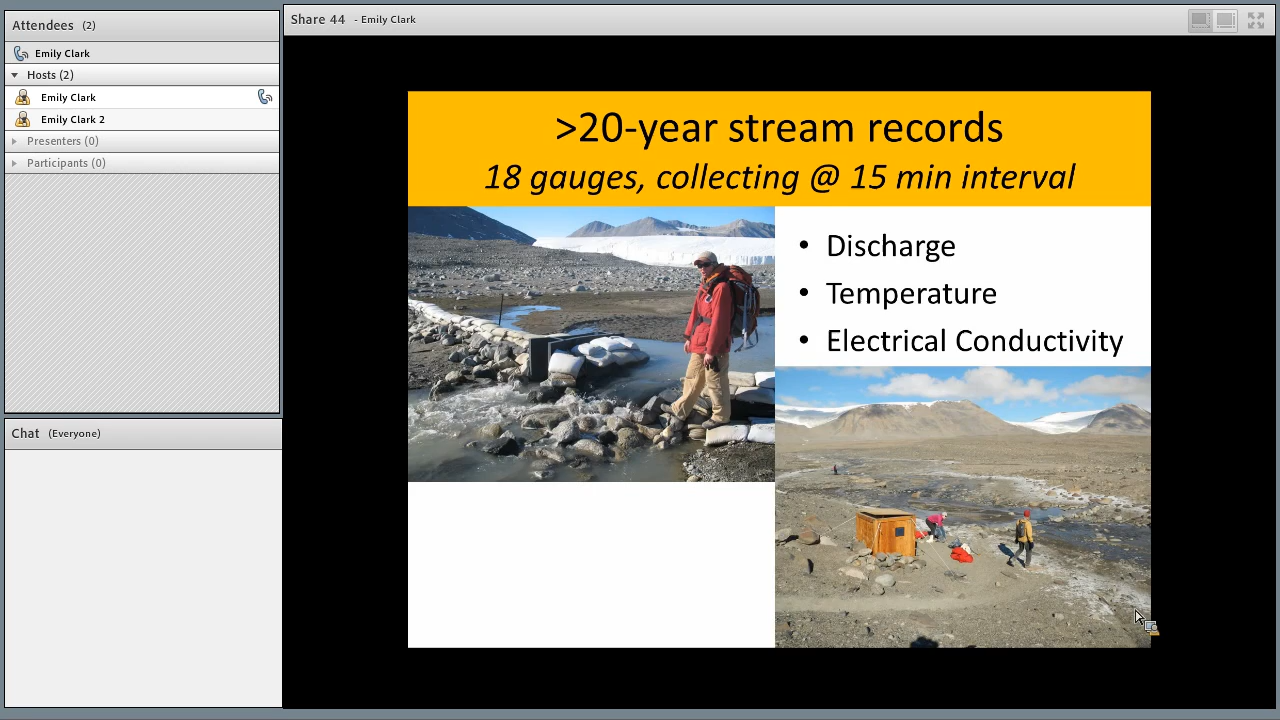 Attendees (2)
Emily Clark
Hosts (2)
Emily Clark
Emily Clark 2
Presenters (0)
Participants (0)
Chat (Everyone)
Share 44 - Emily Clark
>20-year stream records
18 gauges, collecting @ 15 min interval
• Discharge
• Temperature
• Electrical Conductivity